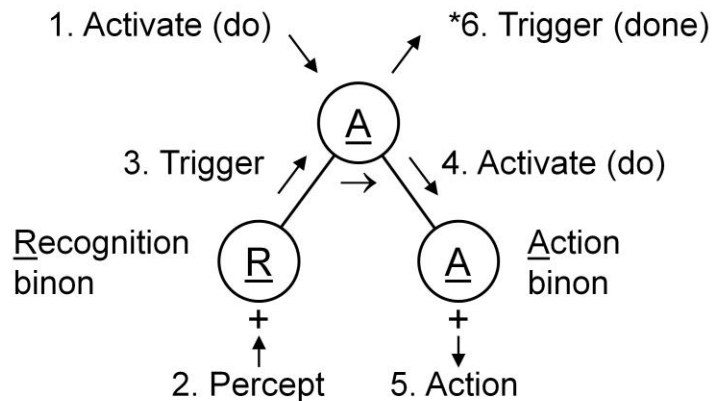 1. Activate (do)
*6. Trigger (done)
A
3. Trigger
→
4. Activate (do)
Recognition
binon
R
A
Action
binon
+
+
2. Percept
5. Action